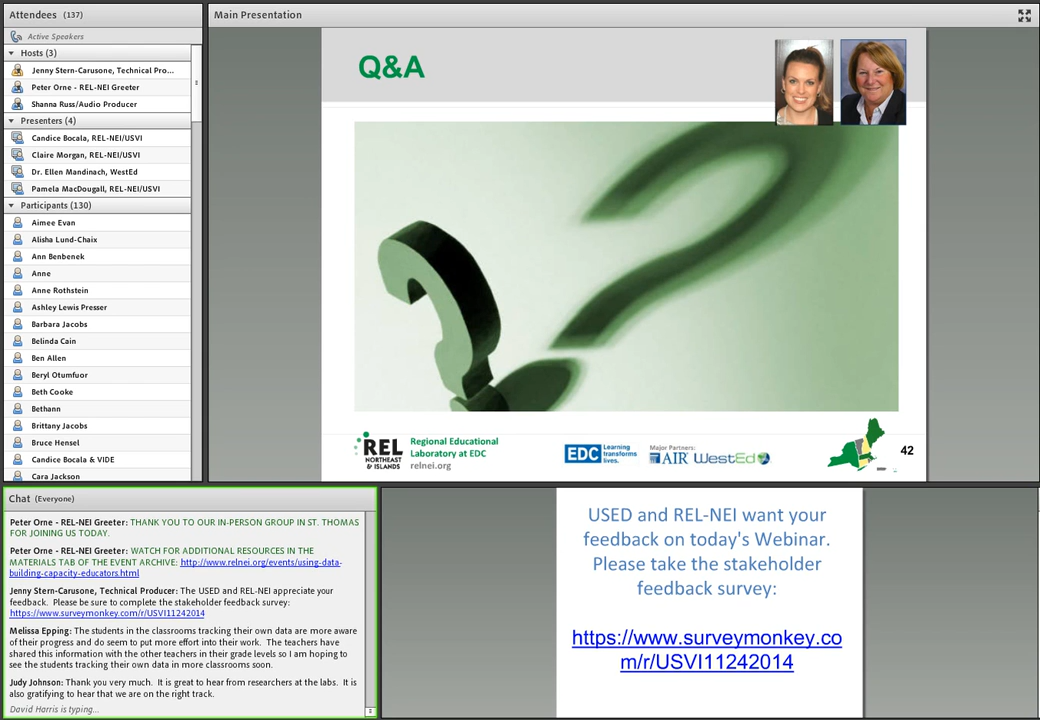 Attendees (137)
Active Speakers
Hosts (3)
Jenny Stern-Carusone, Technical Pro...
Peter Orne - REL-NEI Greeter
Shanna Russ/Audio Producer
Presenters (4)
Candice Bocala, REL-NEI/USVI
Claire Morgan, REL-NEI/USVI
Dr. Ellen Mandinach, WestEd
Pamela MacDougall, REL-NEI/USVI
Participants (130)
Aimee Evan
Alisha Lund-Chaix
Ann Benbenek
Anne
Anne Rothstein
Ashley Lewis Presser
Barbara Jacobs
Belinda Cain
Ben Allen
Beryl Otumfuor
Beth Cooke
Bethann
Brittany Jacobs
Bruce Hensel
Candice Bocala & VIDE
Cara Jackson
Main Presentation
Q&A
REL
NORTHEAST
& ISLANDS
Regional Educational
Laboratory at EDC
relnei.org
EDC
Learning
transforms
lives.
Major Partners:
AIR WestEd
42
Chat (Everyone)
Peter Orne - REL-NEI Greeter: THANK YOU TO OUR IN-PERSON GROUP IN ST. THOMAS
FOR JOINING US TODAY.
Peter Orne - REL-NEI Greeter: WATCH FOR ADDITIONAL RESOURCES IN THE
MATERIALS TAB OF THE EVENT ARCHIVE: http://www.relnei.org/events/using-data-
building-capacity-educators.html
Jenny Stern-Carusone, Technical Producer: The USED and REL-NEI appreciate your
feedback. Please be sure to complete the stakeholder feedback survey:
https://www.surveymonkey.com/r/USVI11242014
Melissa Epping: The students in the classrooms tracking their own data are more aware
of their progress and do seem to put more effort into their work. The teachers have
shared this information with the other teachers in their grade levels so I am hoping to
see the students tracking their own data in more classrooms soon.
Judy Johnson: Thank you very much. It is great to hear from researchers at the labs. It is
also gratifying to hear that we are on the right track.
David Harris is typing...
USED and REL-NEI want your
feedback on today's Webinar.
Please take the stakeholder
feedback survey:
https://www.surveymonkey.co
m/r/USVI11242014